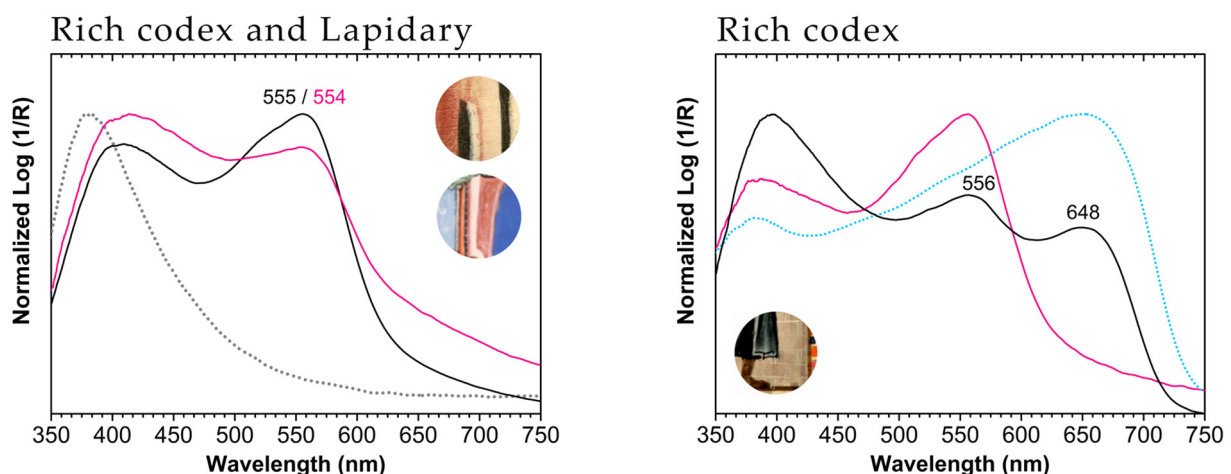 Rich codex and Lapidary
555 / 554
Normalized Log (1/R)
350 400 450 500 550 600 650 700 750
Wavelength (nm)
Rich codex
556
648
Normalized Log (1/R)
350 400 450 500 550 600 650 700 750
Wavelength (nm)